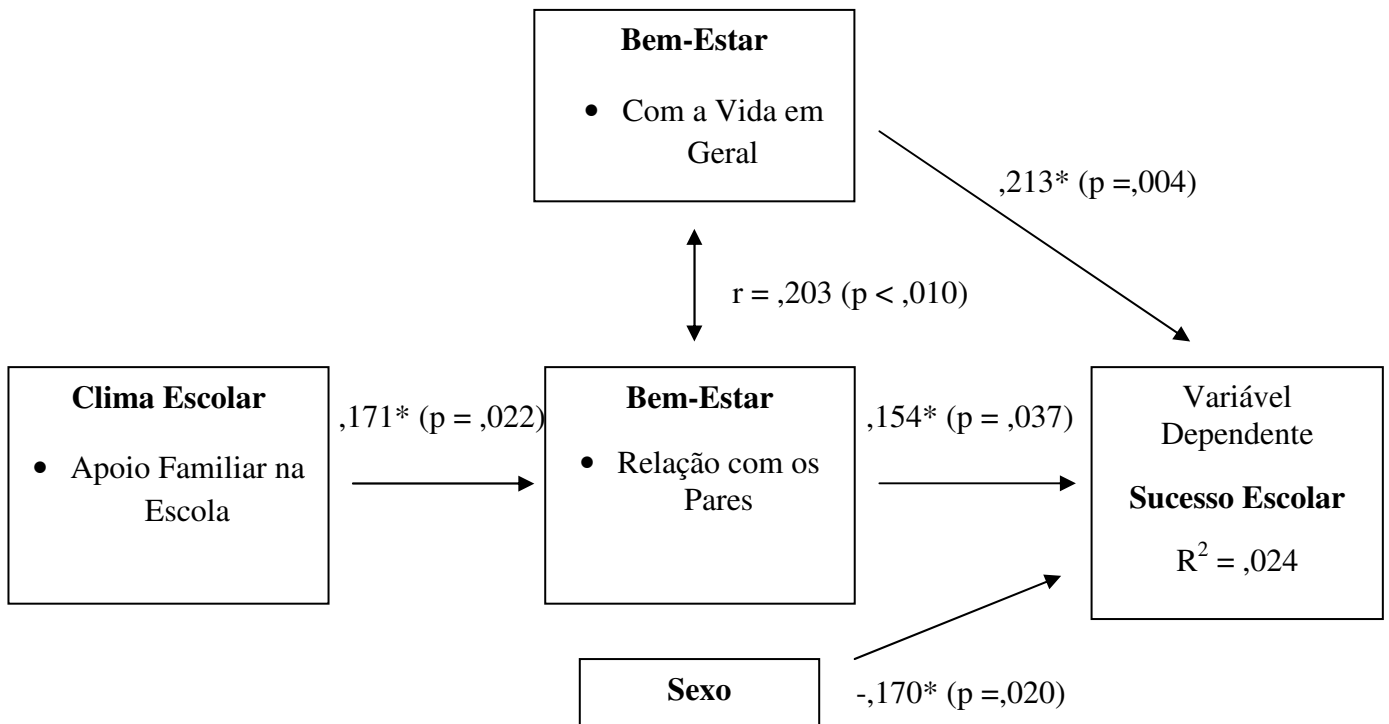 Bem-Estar
• Com a Vida em
Geral
,213* (p =,004)
r = ,203 (p < ,010)
Clima Escolar
• Apoio Familiar na
Escola
,171* (p = ,022)
Bem-Estar
• Relação com os
Pares
,154* (p = ,037)
Variável
Dependente
Sucesso Escolar
R² = ,024
Sexo
-,170* (p =,020)